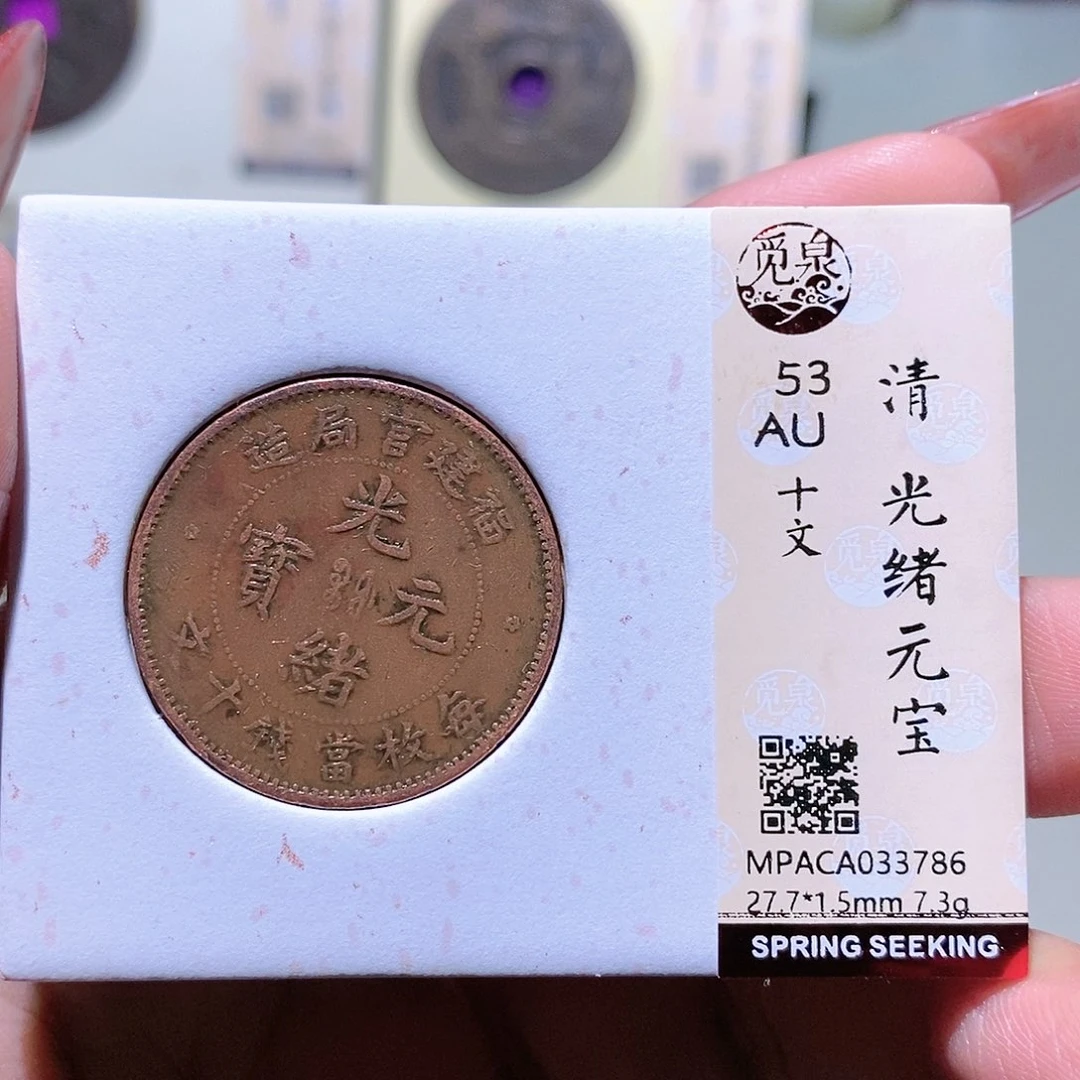 福建官局造
光緒元寶
每枚當錢十文
觅泉
53
AU
十文
清 光绪元宝
MPACA033786
27.7*1.5mm 7.3g
SPRING SEEKING